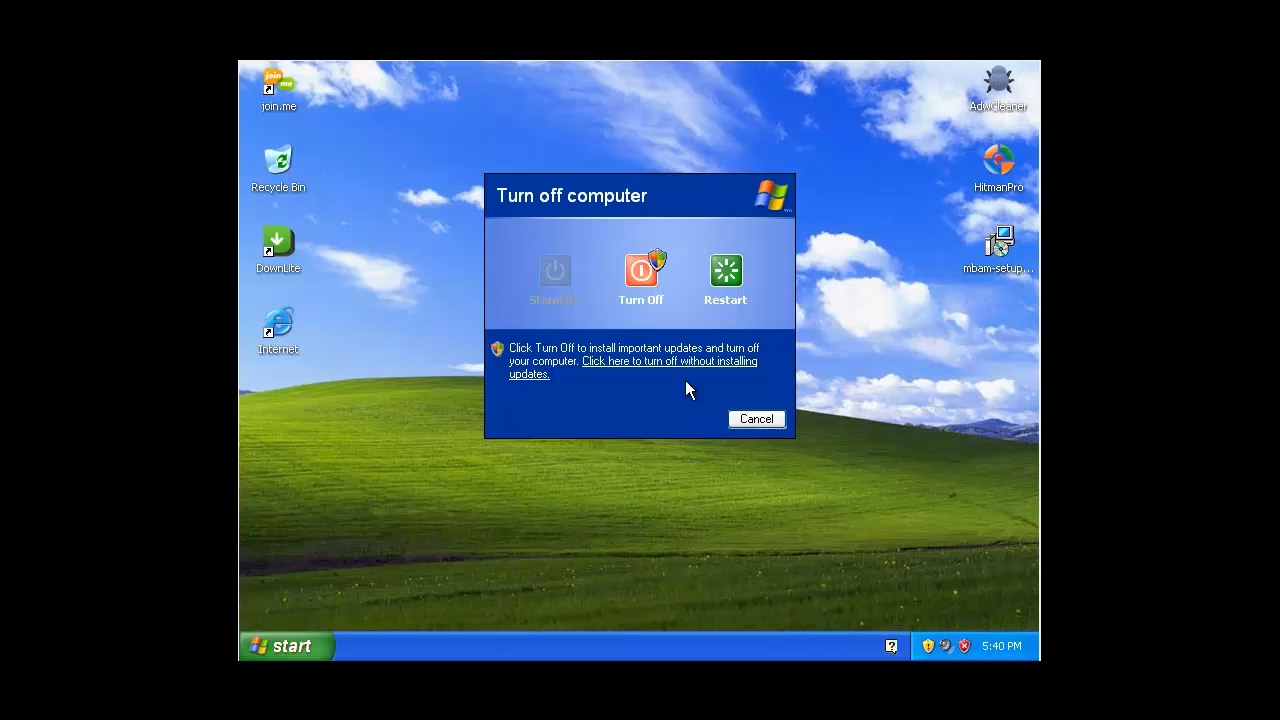 join.me
AdwCleaner
Recycle Bin
HitmanPro
DownLite
mbam-setup...
Internet
Turn off computer
Stand By
Turn Off
Restart
Click Turn Off to install important updates and turn off
your computer. Click here to turn off without installing
updates.
Cancel
start
5:40 PM